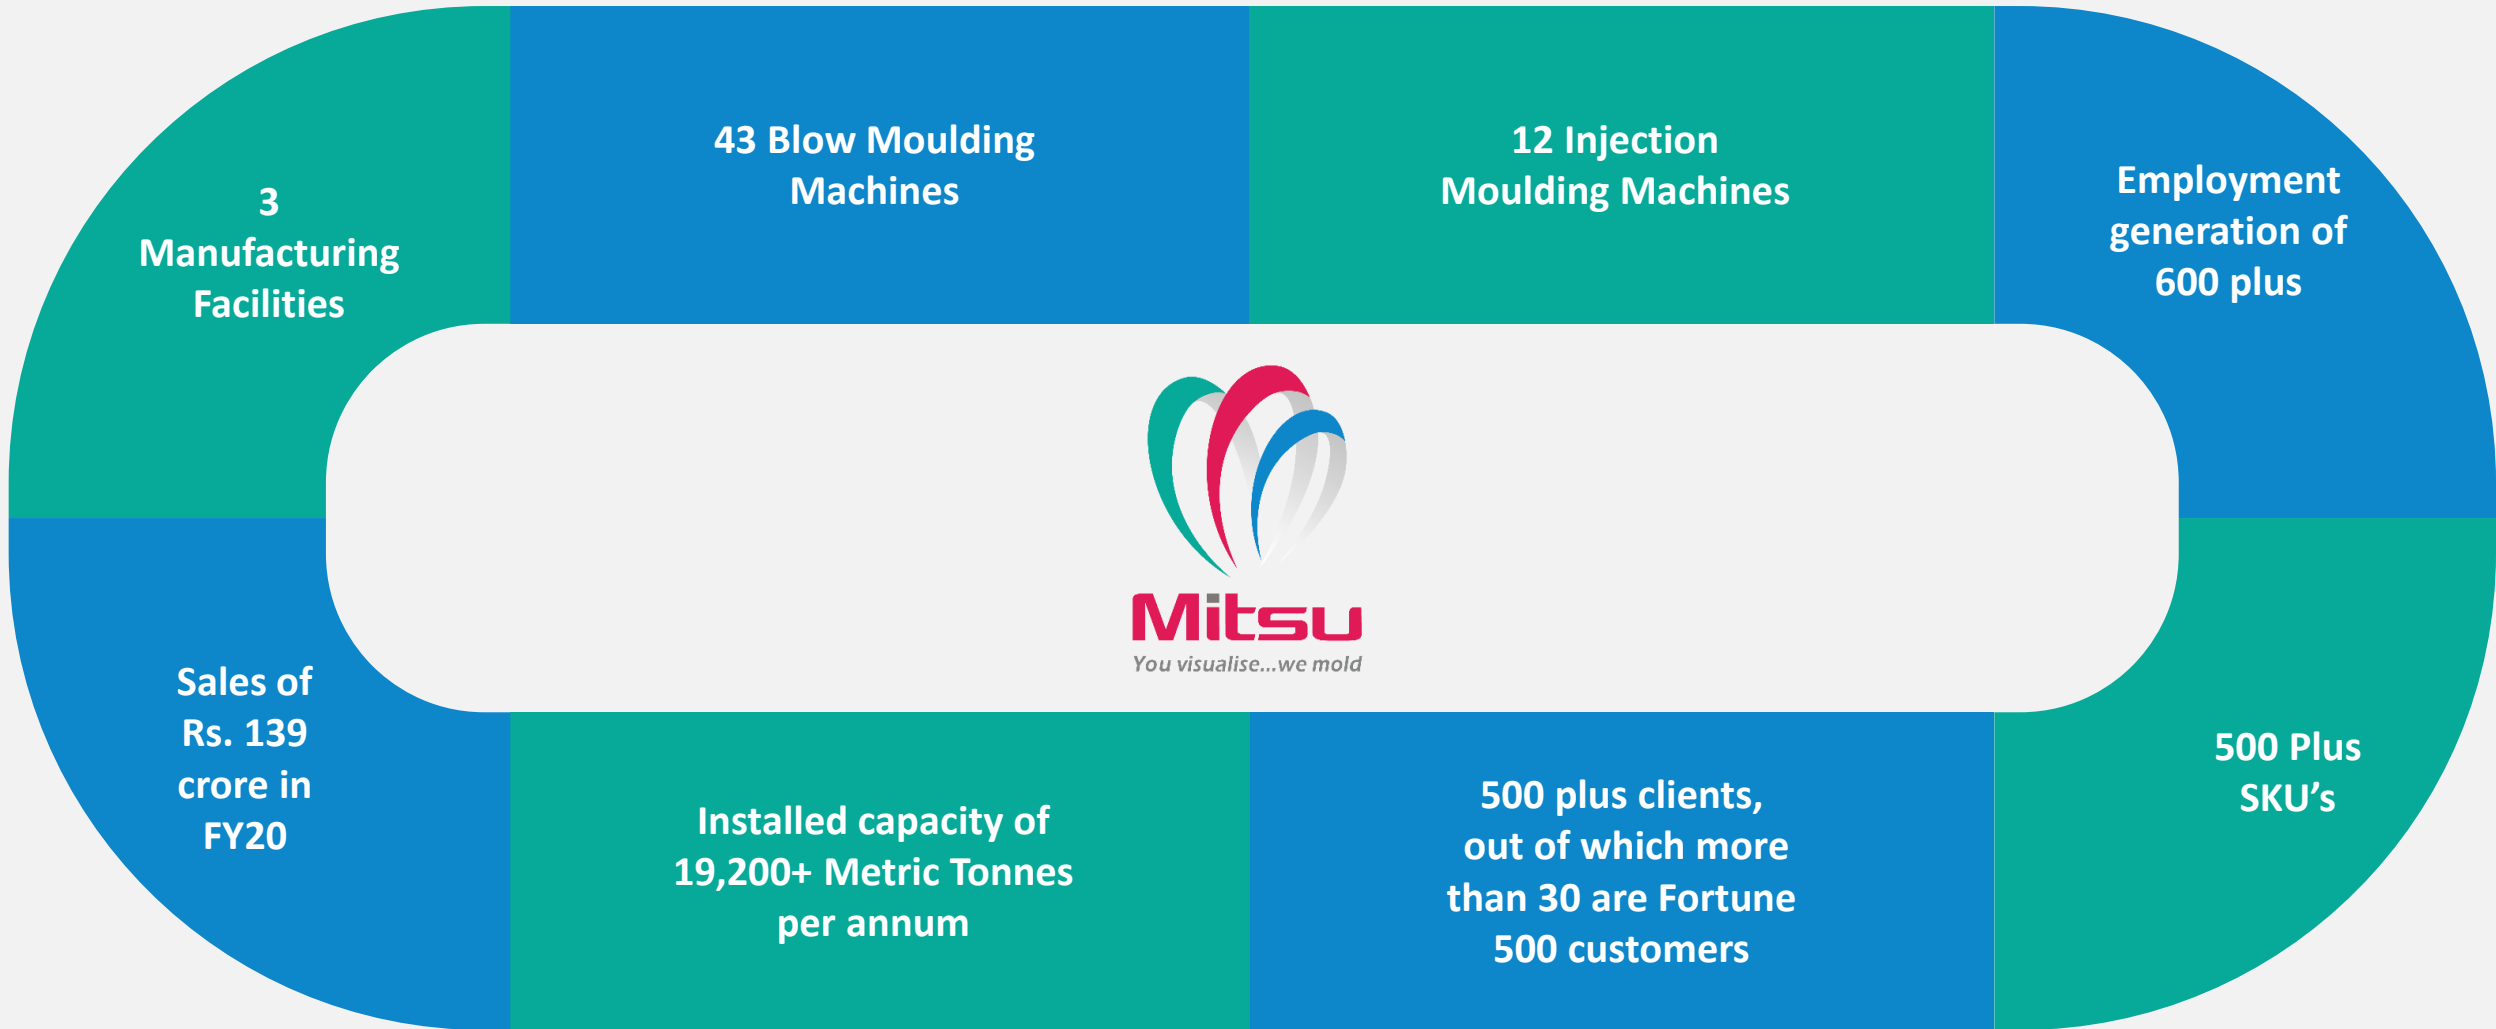 3
Manufacturing
Facilities
43 Blow Moulding
Machines
12 Injection
Moulding Machines
Employment
generation of
600 plus
Mitsu
You visualise...we mold
Sales of
Rs. 139
crore in
FY20
Installed capacity of
19,200+ Metric Tonnes
per annum
500 plus clients,
out of which more
than 30 are Fortune
500 customers
500 Plus
SKU’s